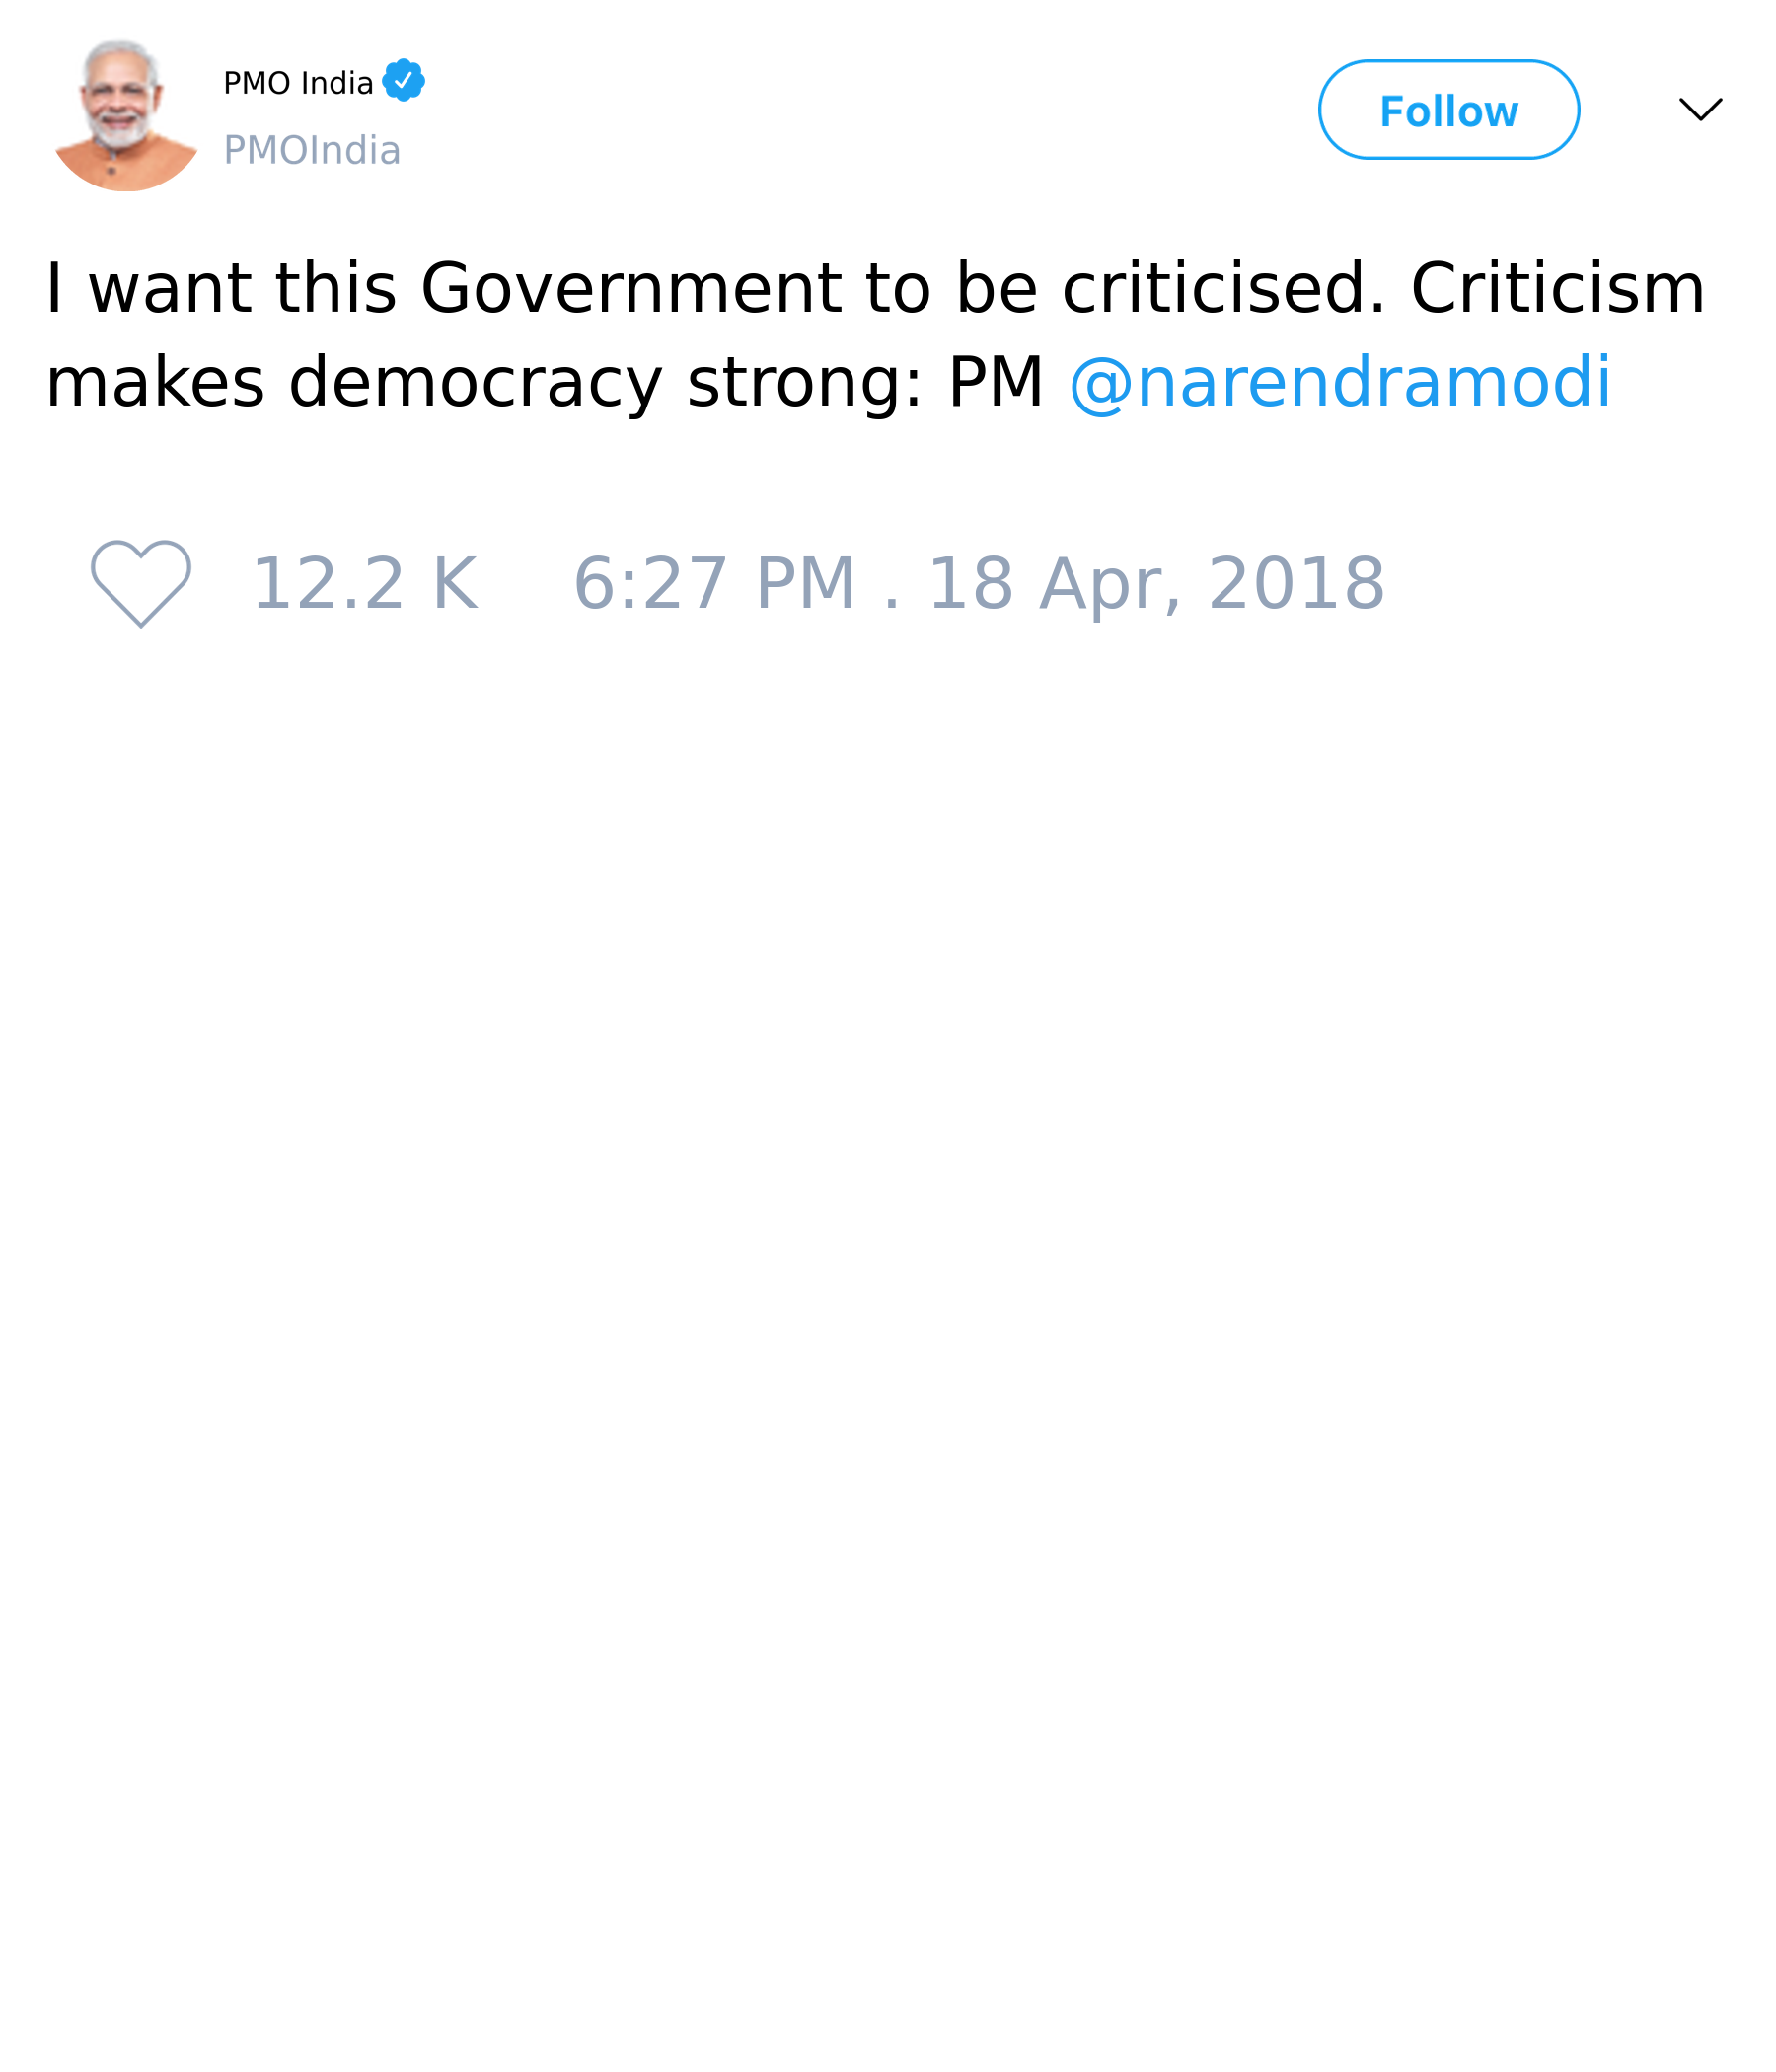 PMO India
PMOIndia
Follow
I want this Government to be criticised. Criticism
makes democracy strong: PM @narendramodi
12.2 K 6:27 PM . 18 Apr, 2018